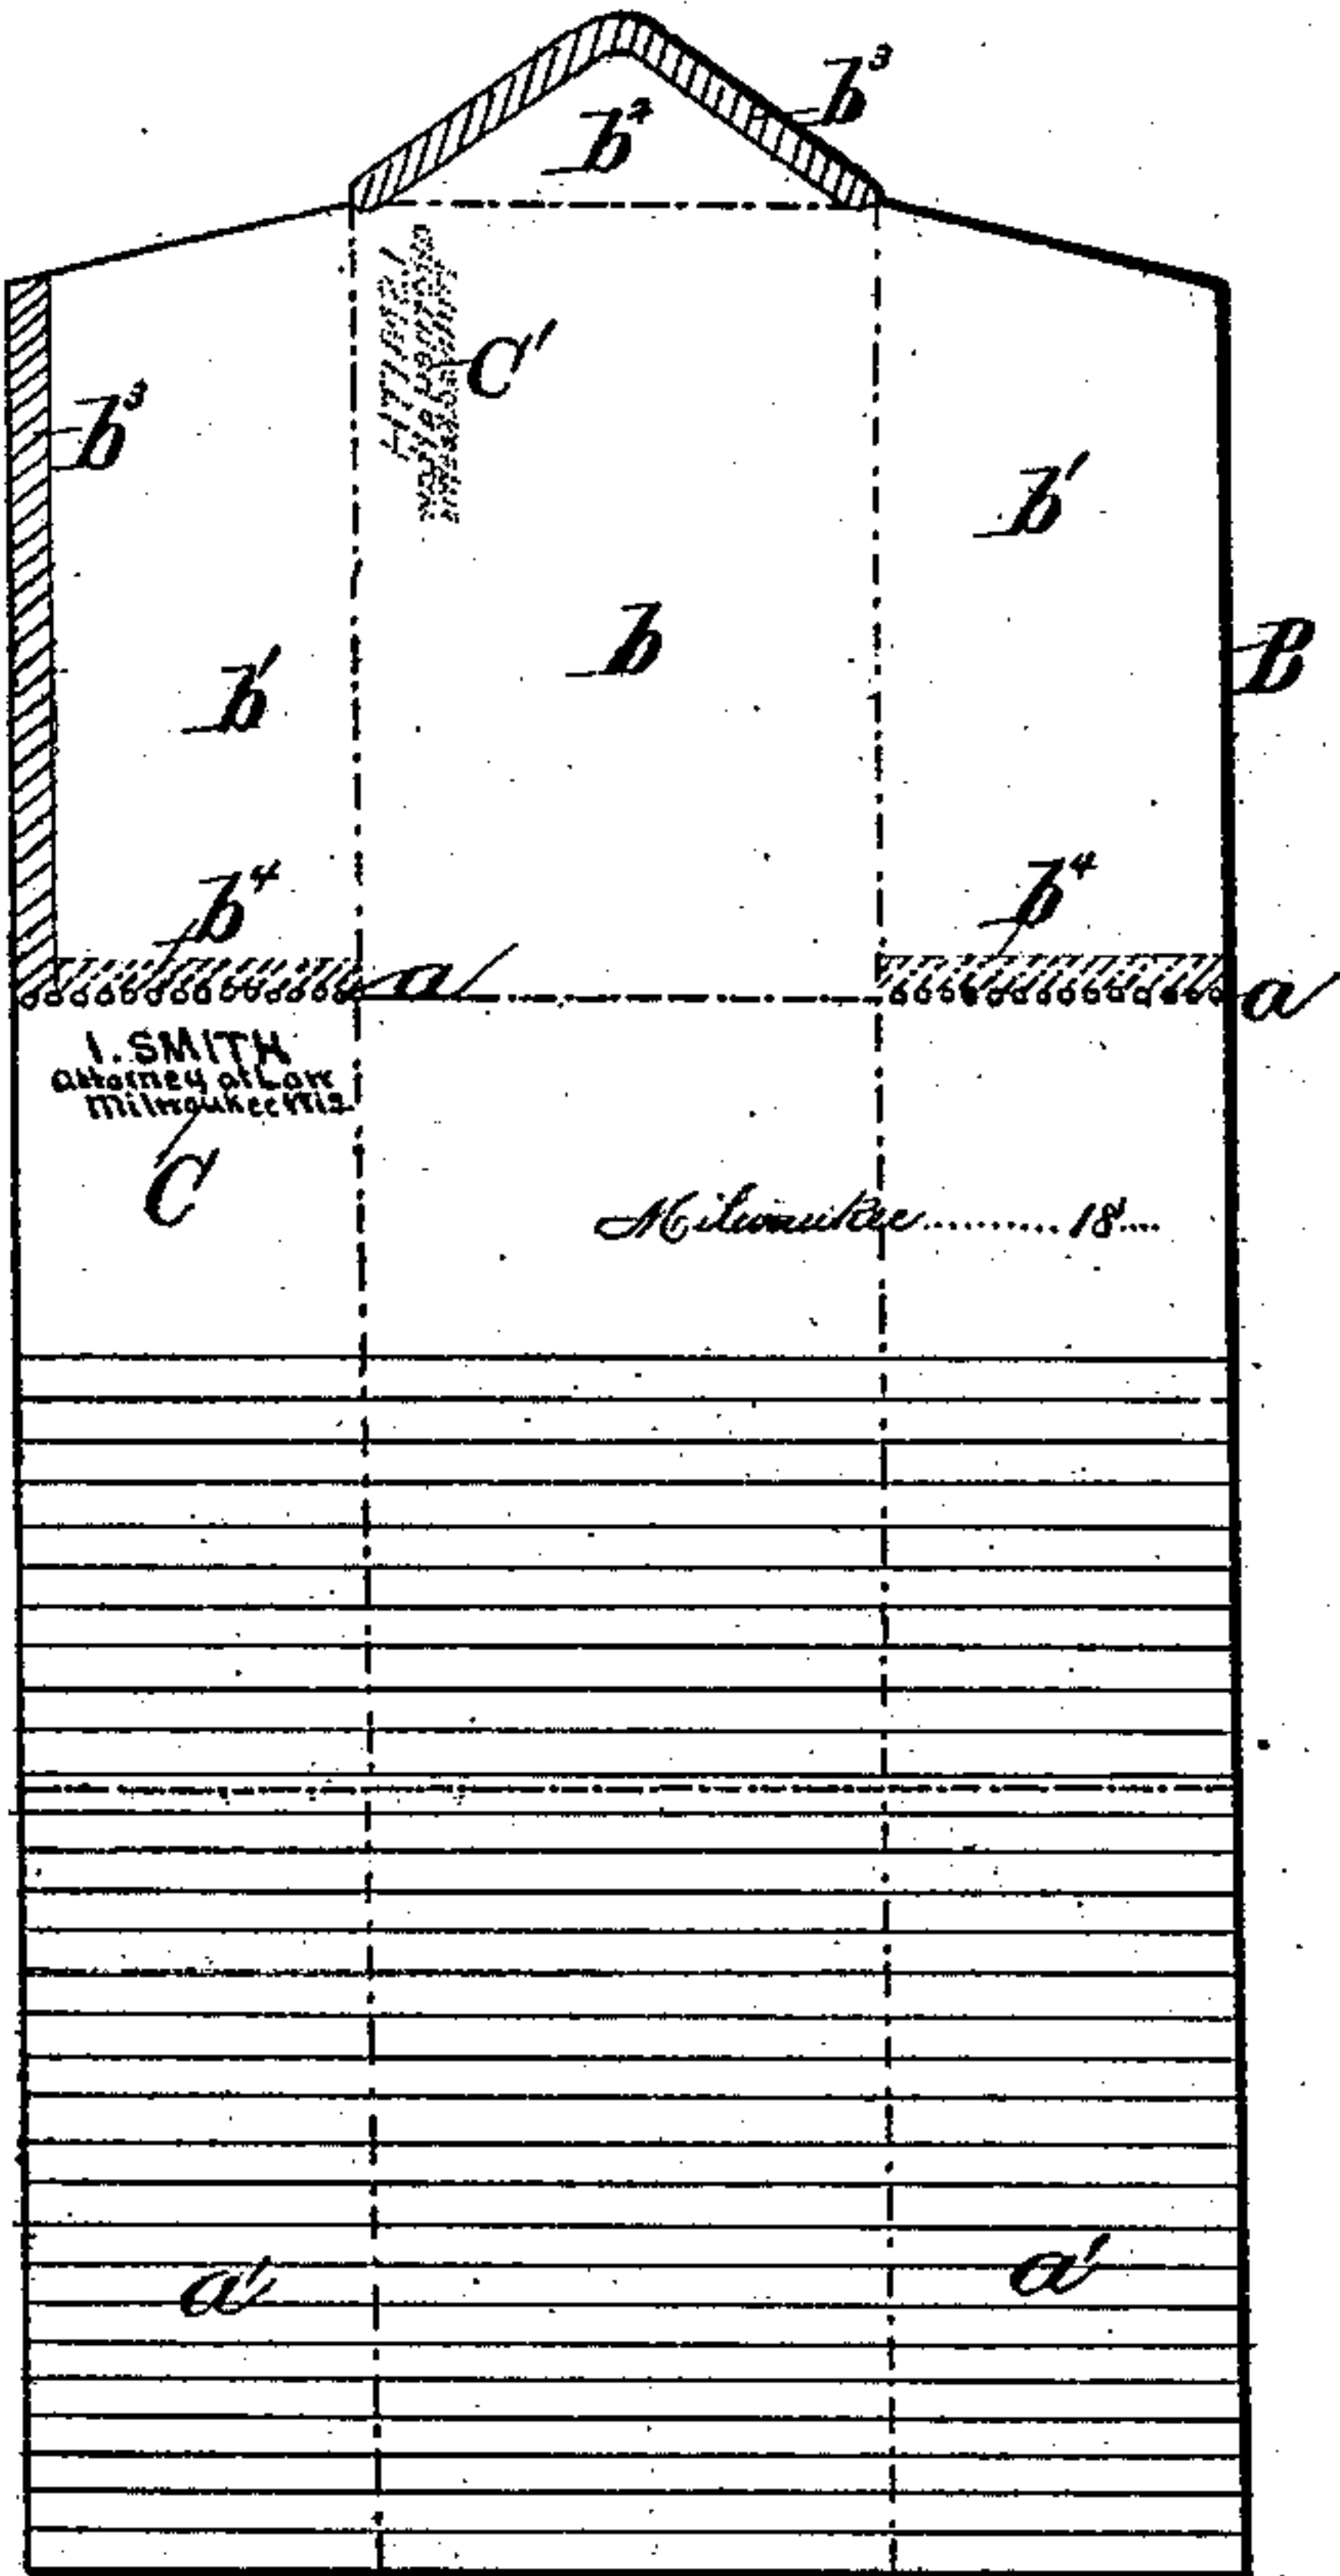 b³
b²
C'
b³
b'
b
B
b'
b⁴
b⁴
a
a
I. SMITH
Attorney at Law
Milwaukee Wis
C
Milwaukee.........18....
a'
a'